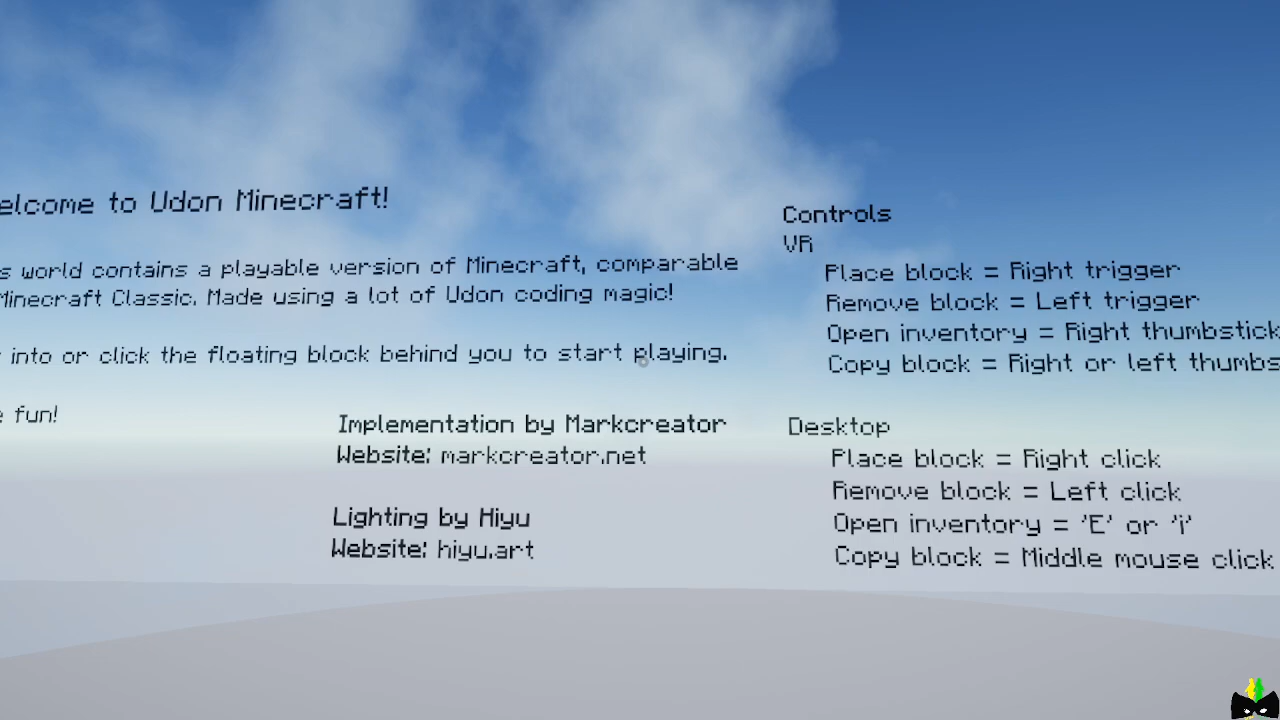 elcome to Udon Minecraft!
s world contains a playable version of Minecraft, comparable
Minecraft Classic. Made using a lot of Udon coding magic!
into or click the floating block behind you to start playing.
e fun!
Implementation by Markcreator
Website: markcreator.net
Lighting by Hiyu
Website: hiyu.art
Controls
VR
Place block = Right trigger
Remove block = Left trigger
Open inventory = Right thumbstick
Copy block = Right or left thumbs
Desktop
Place block = Right click
Remove block = Left click
Open inventory = 'E' or 'i'
Copy block = Middle mouse click